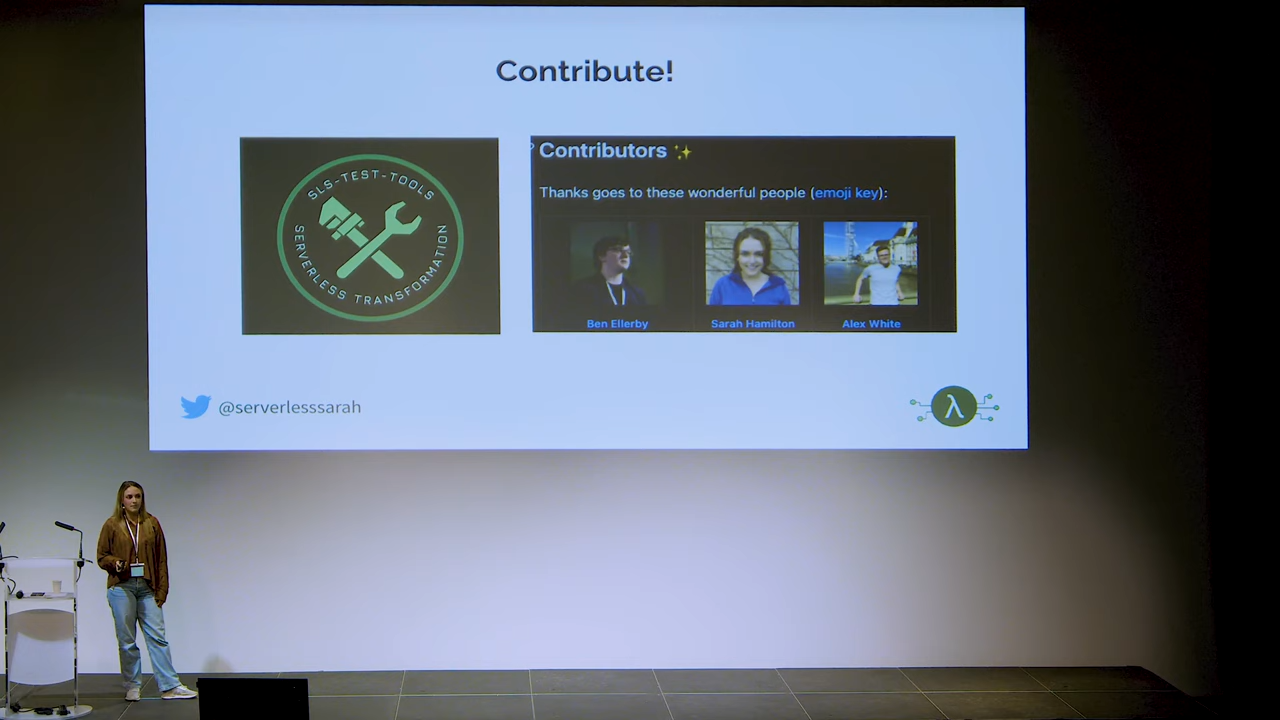 Contribute!
SLS-TEST-TOOLS
SERVERLESS TRANSFORMATION
Contributors ✨
Thanks goes to these wonderful people (emoji key):
Ben Ellerby
Sarah Hamilton
Alex White
@serverlesssarah
λ